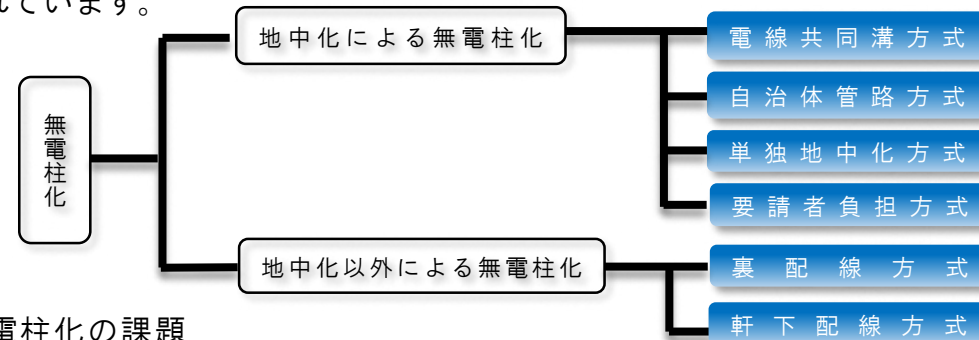 れています。
無電柱化
地中化による無電柱化
電線共同溝方式
自治体管路方式
単独地中化方式
要請者負担方式
地中化以外による無電柱化
裏配線方式
軒下配線方式
電柱化の課題